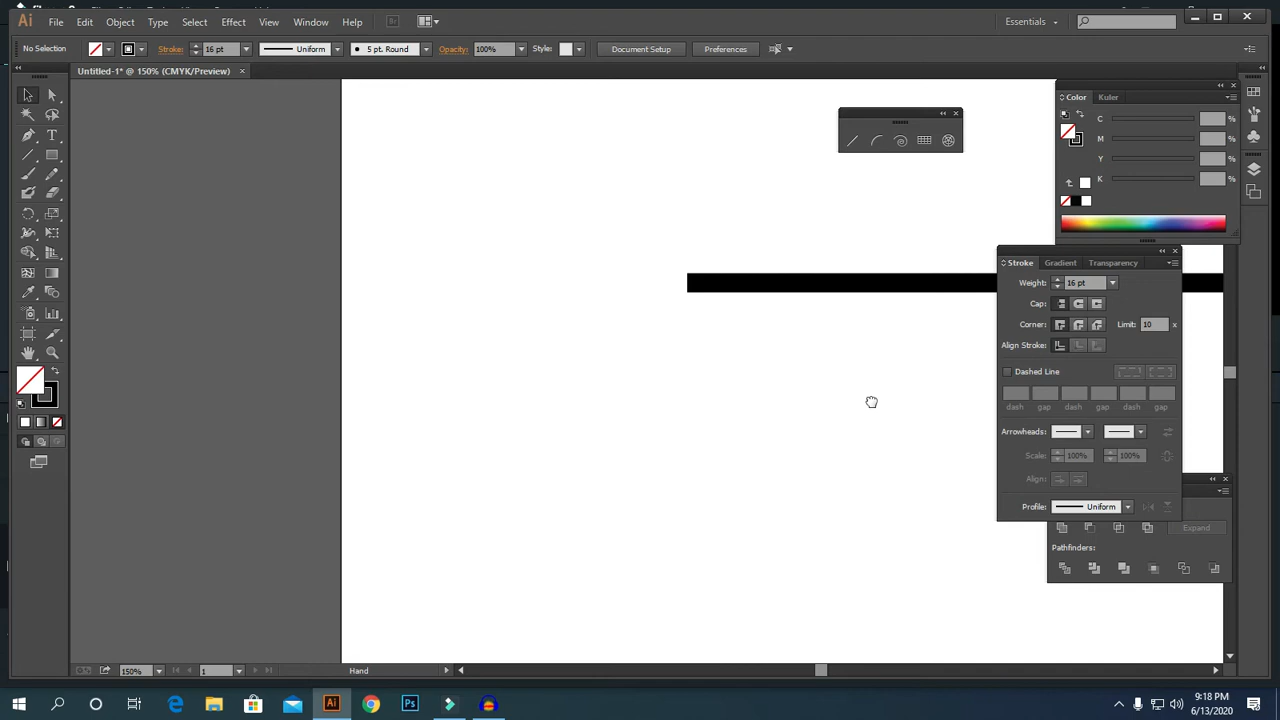 Ai File Edit Object Type Select Effect View Window Help Br Essentials
No Selection Stroke: 16 pt Uniform 5 pt. Round Opacity: 100% Style: Document Setup Preferences
Untitled-1* @ 150% (CMYK/Preview)
Color Kuler
C %
M %
Y %
K %
Stroke Gradient Transparency
Weight: 16 pt
Cap:
Corner: Limit: 10 x
Align Stroke:
Dashed Line
dash gap dash gap dash gap
Arrowheads:
Scale: 100% 100%
Align:
Profile: Uniform
Expand
Pathfinders:
150% 1 Hand
Ai Ps
9:18 PM
6/13/2020